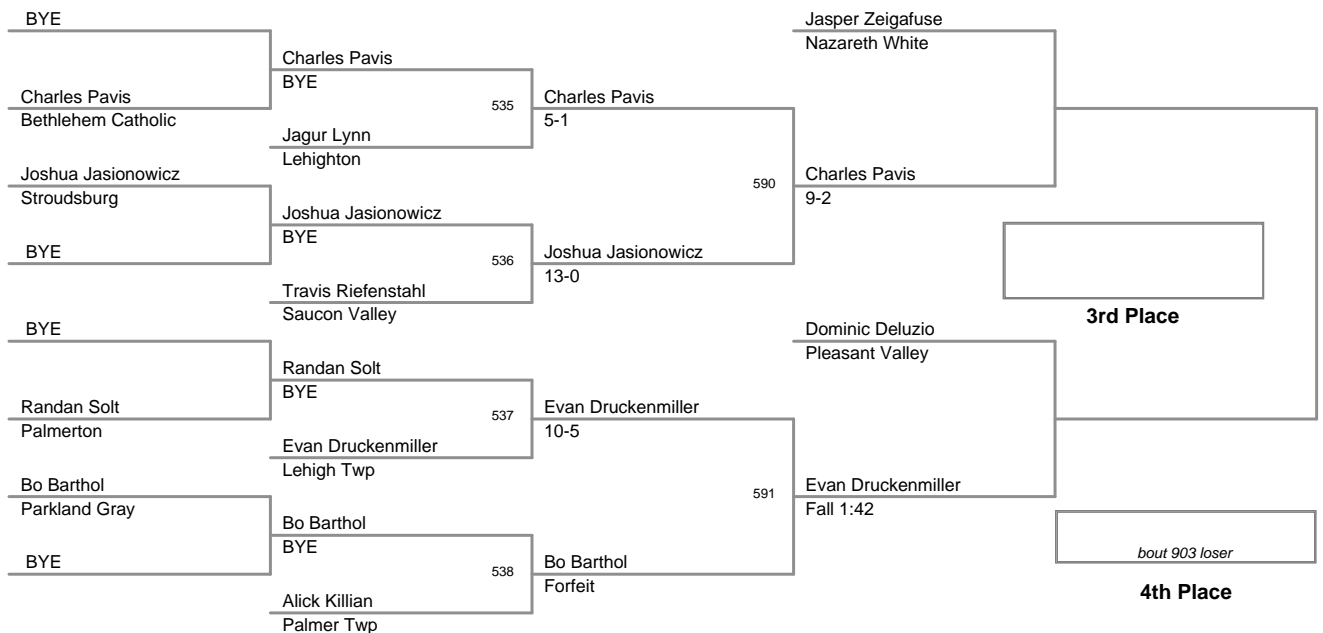 BYE
Charles Pavis
Bethlehem Catholic
Joshua Jasionowicz
Stroudsburg
BYE
BYE
Randan Solt
Palmerton
Bo Barthol
Parkland Gray
BYE
Charles Pavis
BYE
535
Jagur Lynn
Lehighton
Joshua Jasionowicz
BYE
536
Travis Riefenstahl
Saucon Valley
Randan Solt
BYE
537
Evan Druckenmiller
Lehigh Twp
Bo Barthol
BYE
538
Alick Killian
Palmer Twp
Charles Pavis
5-1
590
Joshua Jasionowicz
13-0
Evan Druckenmiller
10-5
591
Bo Barthol
Forfeit
Jasper Zeigafuse
Nazareth White
Charles Pavis
9-2
Dominic Deluzio
Pleasant Valley
Evan Druckenmiller
Fall 1:42
3rd Place
bout 903 loser
4th Place